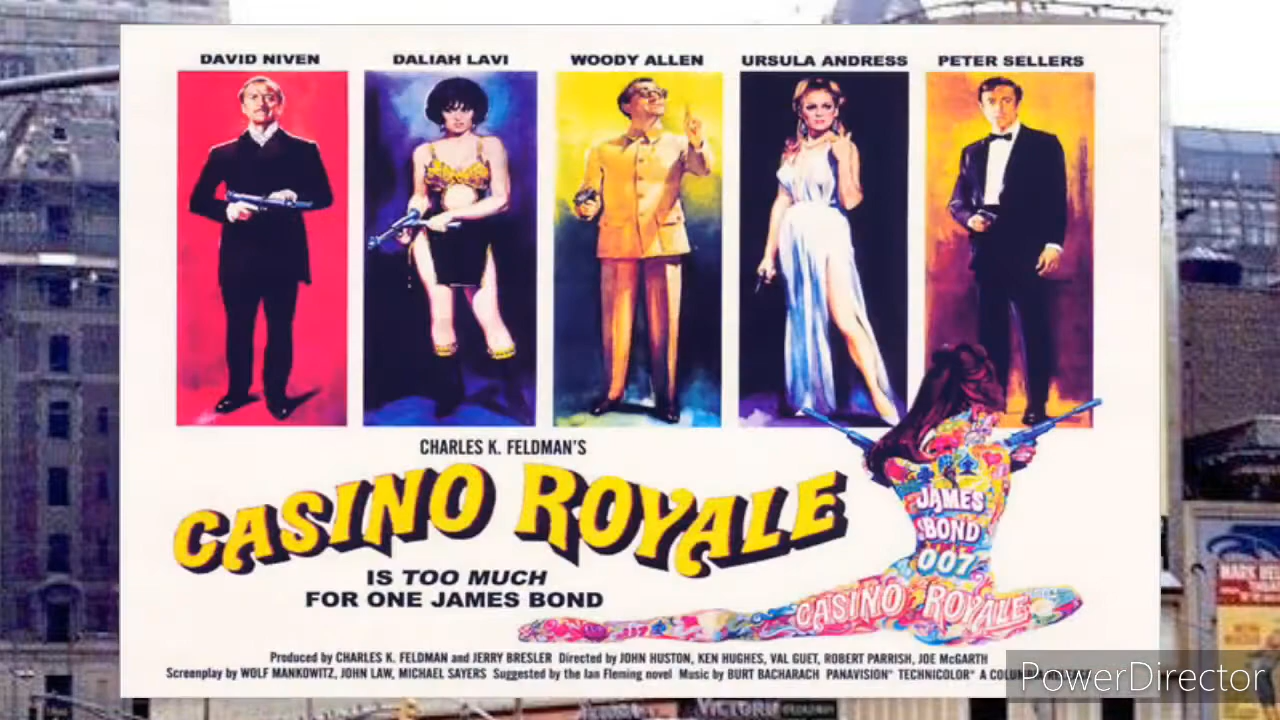 DAVID NIVEN
DALIAH LAVI
WOODY ALLEN
URSULA ANDRESS
PETER SELLERS
CHARLES K. FELDMAN'S
CASINO ROYALE
IS TOO MUCH
FOR ONE JAMES BOND
JAMES
BOND
007
CASINO ROYALE
Produced by CHARLES K. FELDMAN and JERRY BRESLER Directed by JOHN HUSTON, KEN HUGHES, VAL GUET, ROBERT PARRISH, JOE McGARTH
Screenplay by WOLF MANKOWITZ, JOHN LAW, MICHAEL SAYERS Suggested by the Ian Fleming novel Music by BURT BACHARACH PANAVISION® TECHNICOLOR® A
PowerDirector
MARK
VICTORY